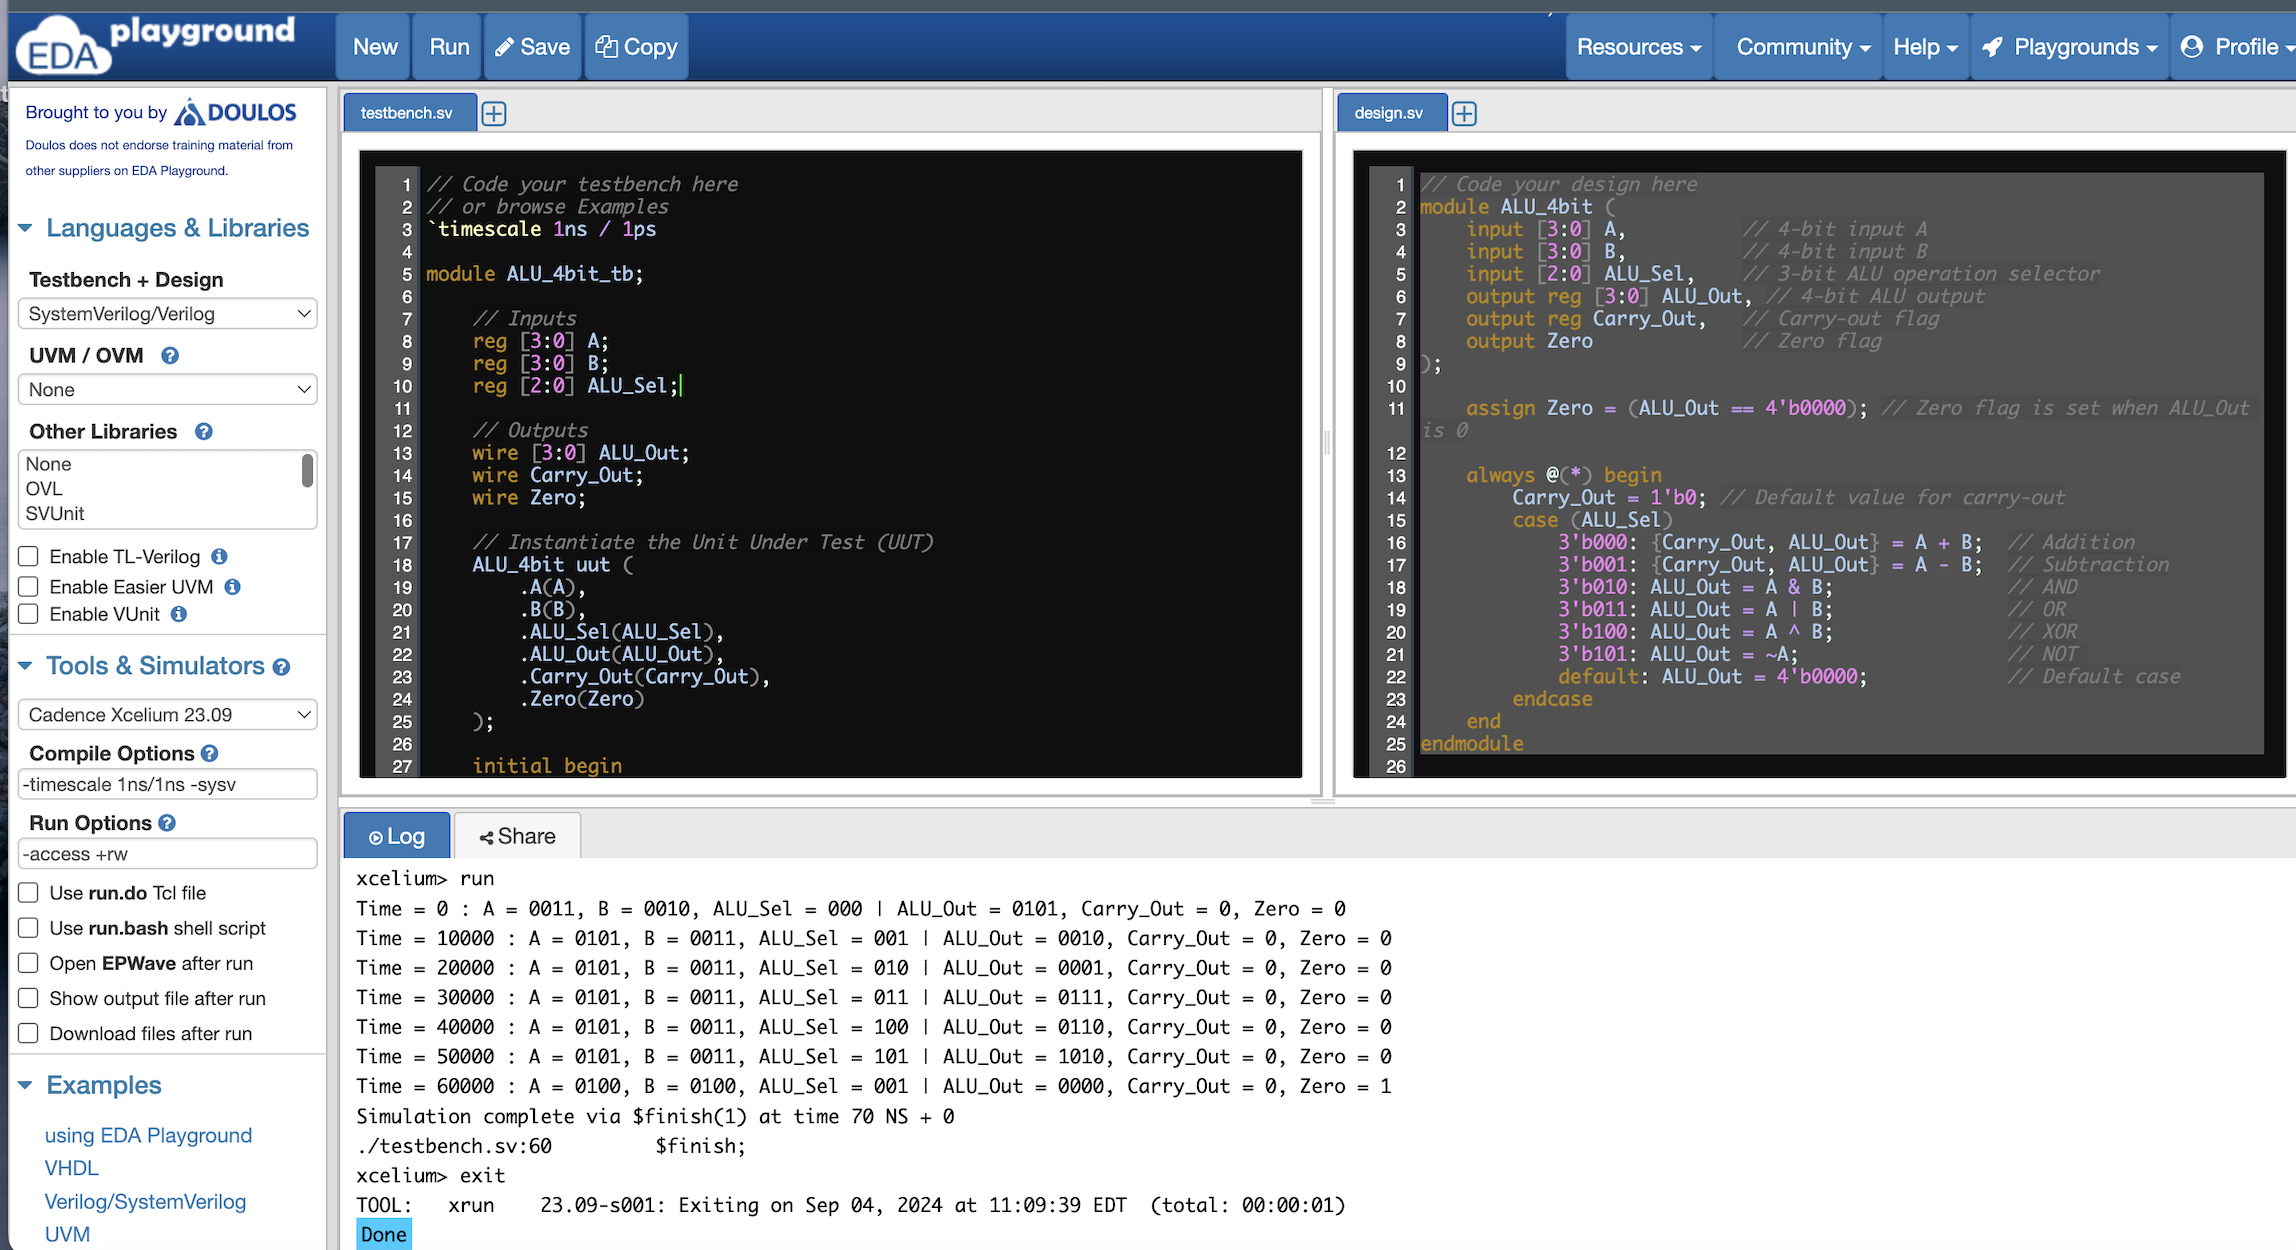 EDA playground
New Run Save Copy
Resources Community Help Playgrounds Profile
Brought to you by DOULOS
Doulos does not endorse training material from
other suppliers on EDA Playground.
Languages & Libraries
Testbench + Design
SystemVerilog/Verilog
UVM / OVM
None
Other Libraries
None
OVL
SVUnit
Enable TL-Verilog
Enable Easier UVM
Enable VUnit
Tools & Simulators
Cadence Xcelium 23.09
Compile Options
-timescale 1ns/1ns -sysv
Run Options
-access +rw
Use run.do Tcl file
Use run.bash shell script
Open EPWave after run
Show output file after run
Download files after run
Examples
using EDA Playground
VHDL
Verilog/SystemVerilog
UVM
testbench.sv
1 // Code your testbench here
2 // or browse Examples
3 `timescale 1ns / 1ps
4
5 module ALU_4bit_tb;
6
7 // Inputs
8 reg [3:0] A;
9 reg [3:0] B;
10 reg [2:0] ALU_Sel;
11
12 // Outputs
13 wire [3:0] ALU_Out;
14 wire Carry_Out;
15 wire Zero;
16
17 // Instantiate the Unit Under Test (UUT)
18 ALU_4bit uut (
19 .A(A),
20 .B(B),
21 .ALU_Sel(ALU_Sel),
22 .ALU_Out(ALU_Out),
23 .Carry_Out(Carry_Out),
24 .Zero(Zero)
25 );
26
27 initial begin
design.sv
1 // Code your design here
2 module ALU_4bit (
3 input [3:0] A, // 4-bit input A
4 input [3:0] B, // 4-bit input B
5 input [2:0] ALU_Sel, // 3-bit ALU operation selector
6 output reg [3:0] ALU_Out, // 4-bit ALU output
7 output reg Carry_Out, // Carry-out flag
8 output Zero // Zero flag
9 );
10
11 assign Zero = (ALU_Out == 4'b0000); // Zero flag is set when ALU_Out
is 0
12
13 always @(*) begin
14 Carry_Out = 1'b0; // Default value for carry-out
15 case (ALU_Sel)
16 3'b000: {Carry_Out, ALU_Out} = A + B; // Addition
17 3'b001: {Carry_Out, ALU_Out} = A - B; // Subtraction
18 3'b010: ALU_Out = A & B; // AND
19 3'b011: ALU_Out = A | B; // OR
20 3'b100: ALU_Out = A ^ B; // XOR
21 3'b101: ALU_Out = ~A; // NOT
22 default: ALU_Out = 4'b0000; // Default case
23 endcase
24 end
25 endmodule
26
Log Share
xcelium> run
Time = 0 : A = 0011, B = 0010, ALU_Sel = 000 | ALU_Out = 0101, Carry_Out = 0, Zero = 0
Time = 10000 : A = 0101, B = 0011, ALU_Sel = 001 | ALU_Out = 0010, Carry_Out = 0, Zero = 0
Time = 20000 : A = 0101, B = 0011, ALU_Sel = 010 | ALU_Out = 0001, Carry_Out = 0, Zero = 0
Time = 30000 : A = 0101, B = 0011, ALU_Sel = 011 | ALU_Out = 0111, Carry_Out = 0, Zero = 0
Time = 40000 : A = 0101, B = 0011, ALU_Sel = 100 | ALU_Out = 0110, Carry_Out = 0, Zero = 0
Time = 50000 : A = 0101, B = 0011, ALU_Sel = 101 | ALU_Out = 1010, Carry_Out = 0, Zero = 0
Time = 60000 : A = 0100, B = 0100, ALU_Sel = 001 | ALU_Out = 0000, Carry_Out = 0, Zero = 1
Simulation complete via $finish(1) at time 70 NS + 0
./testbench.sv:60 $finish;
xcelium> exit
TOOL: xrun 23.09-s001: Exiting on Sep 04, 2024 at 11:09:39 EDT (total: 00:00:01)
Done